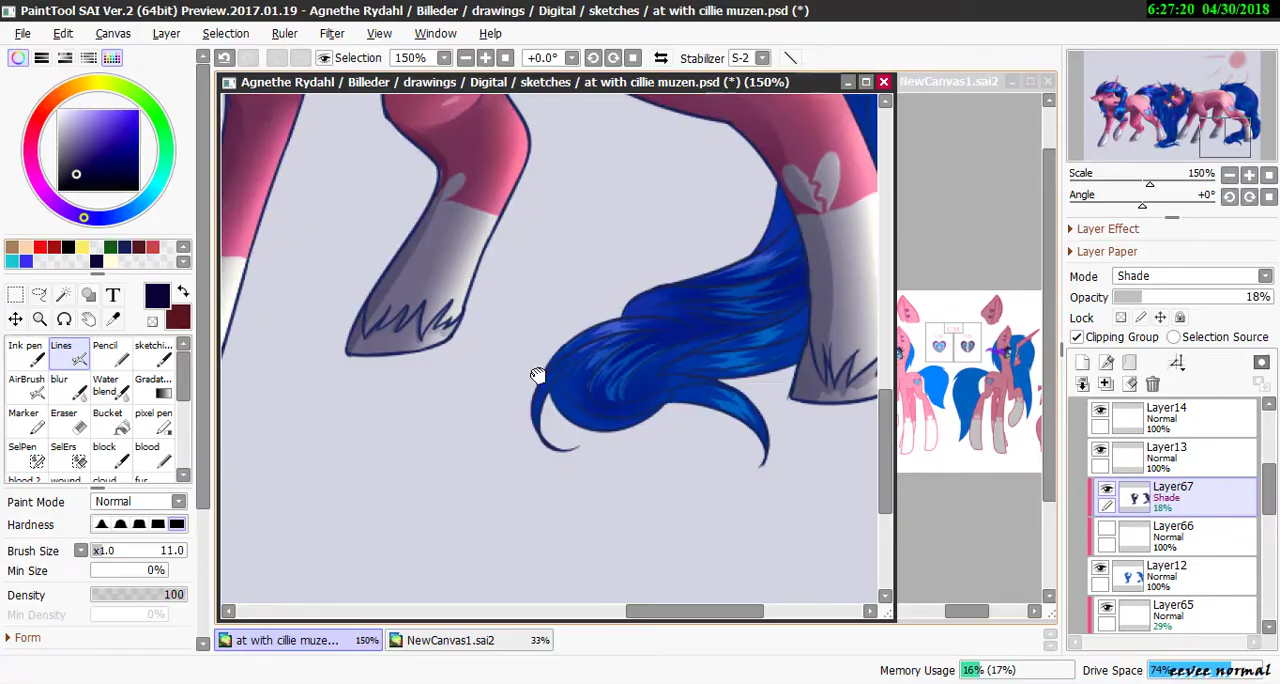 PaintTool SAI Ver.2 (64bit) Preview.2017.01.19 - Agnethe Rydahl / Billeder / drawings / Digital / sketches / at with cillie muzen.psd (*)
6:27:20 04/30/2018
File Edit Canvas Layer Selection Ruler Filter View Window Help
Selection 150% +0.0° Stabilizer S-2
Agnethe Rydahl / Billeder / drawings / Digital / sketches / at with cillie muzen.psd (*) (150%)
NewCanvas1.sai2
Scale 150%
Angle +0°
Layer Effect
Layer Paper
Mode Shade
Opacity 18%
Lock
Clipping Group Selection Source
T
Ink pen Lines Pencil sketchi...
AirBrush blur Water blend Gradat...
Marker Eraser Bucket pixel pen
SelPen SelErs block blood
blood 2 wound cloud fur
Paint Mode Normal
Hardness
Brush Size x1.0 11.0
Min Size 0%
Density 100
Min Density 0%
Form
Layer14
Normal
100%
Layer13
Normal
100%
Layer67
Shade
18%
Layer66
Normal
100%
Layer12
Normal
100%
Layer65
Normal
29%
at with cillie muze... 150% NewCanvas1.sai2 33%
Memory Usage 16% (17%) Drive Space 74%
eevee normal